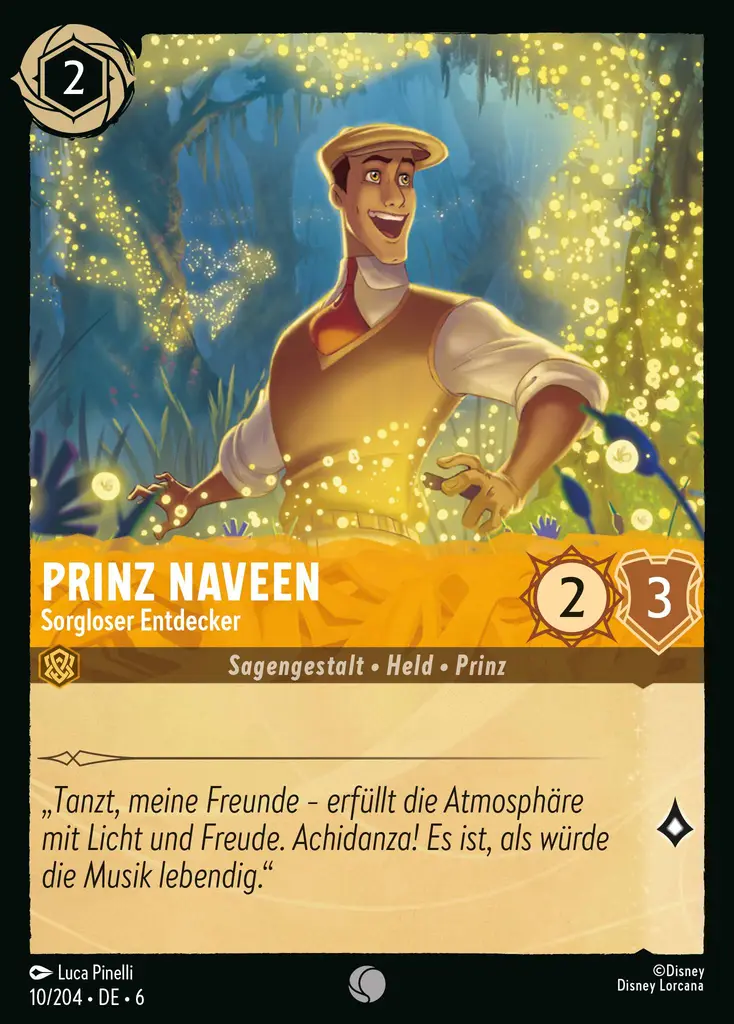 2
PRINZ NAVEEN
Sorgloser Entdecker
2
3
Sagengestalt • Held • Prinz
„Tanzt, meine Freunde – erfüllt die Atmosphäre
mit Licht und Freude. Achidanza! Es ist, als würde
die Musik lebendig.“
Luca Pinelli
10/204 • DE • 6
©Disney
Disney Lorcana